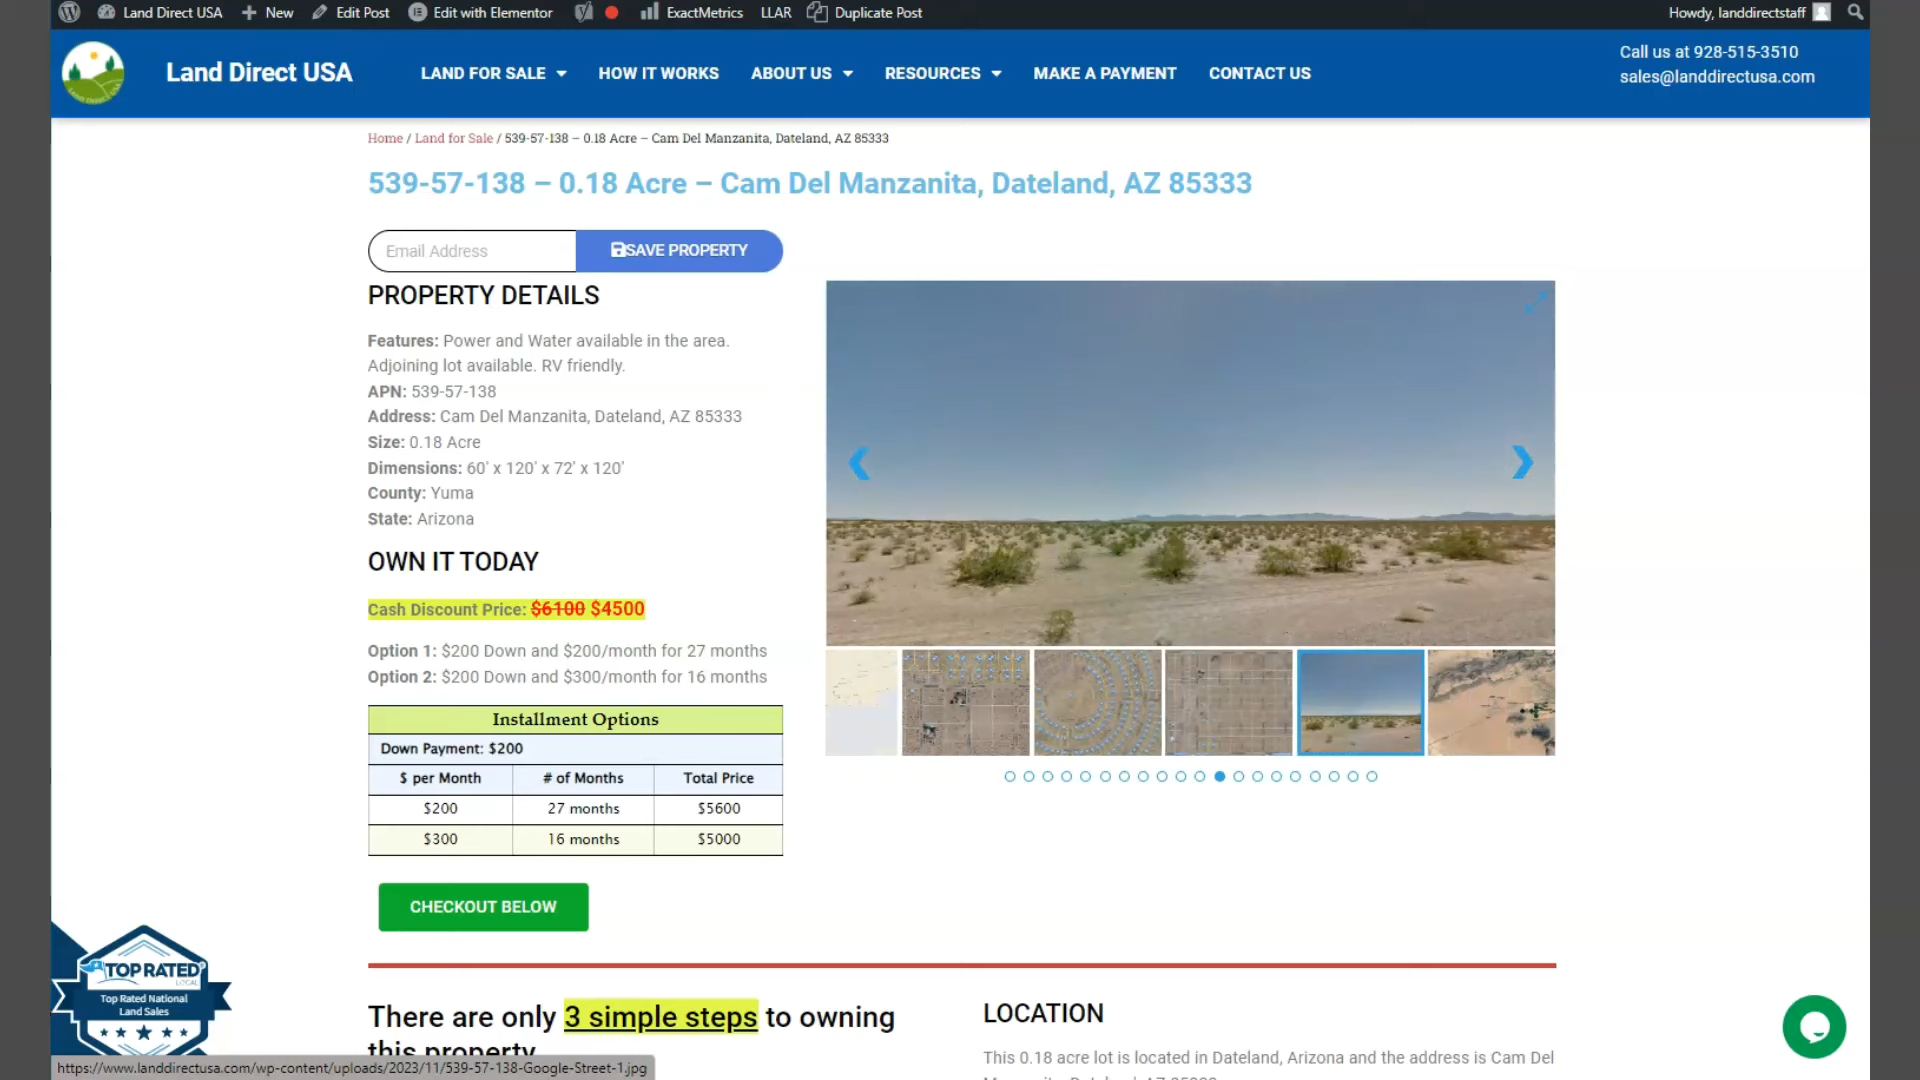 Land Direct USA New Edit Post Edit with Elementor ExactMetrics LLAR Duplicate Post Howdy, landdirectstaff
Land Direct USA LAND FOR SALE HOW IT WORKS ABOUT US RESOURCES MAKE A PAYMENT CONTACT US
Call us at 928-515-3510
sales@landdirectusa.com
Home / Land for Sale / 539-57-138 – 0.18 Acre – Cam Del Manzanita, Dateland, AZ 85333
539-57-138 – 0.18 Acre – Cam Del Manzanita, Dateland, AZ 85333
Email Address SAVE PROPERTY
PROPERTY DETAILS
Features: Power and Water available in the area.
Adjoining lot available. RV friendly.
APN: 539-57-138
Address: Cam Del Manzanita, Dateland, AZ 85333
Size: 0.18 Acre
Dimensions: 60' x 120' x 72' x 120'
County: Yuma
State: Arizona
OWN IT TODAY
Cash Discount Price: $6100 $4500
Option 1: $200 Down and $200/month for 27 months
Option 2: $200 Down and $300/month for 16 months
Installment Options
Down Payment: $200
$ per Month # of Months Total Price
$200 27 months $5600
$300 16 months $5000
CHECKOUT BELOW
TOP RATED
LOCAL
Top Rated National
Land Sales
There are only 3 simple steps to owning
this property
LOCATION
This 0.18 acre lot is located in Dateland, Arizona and the address is Cam Del
https://www.landdirectusa.com/wp-content/uploads/2023/11/539-57-138-Google-Street-1.jpg